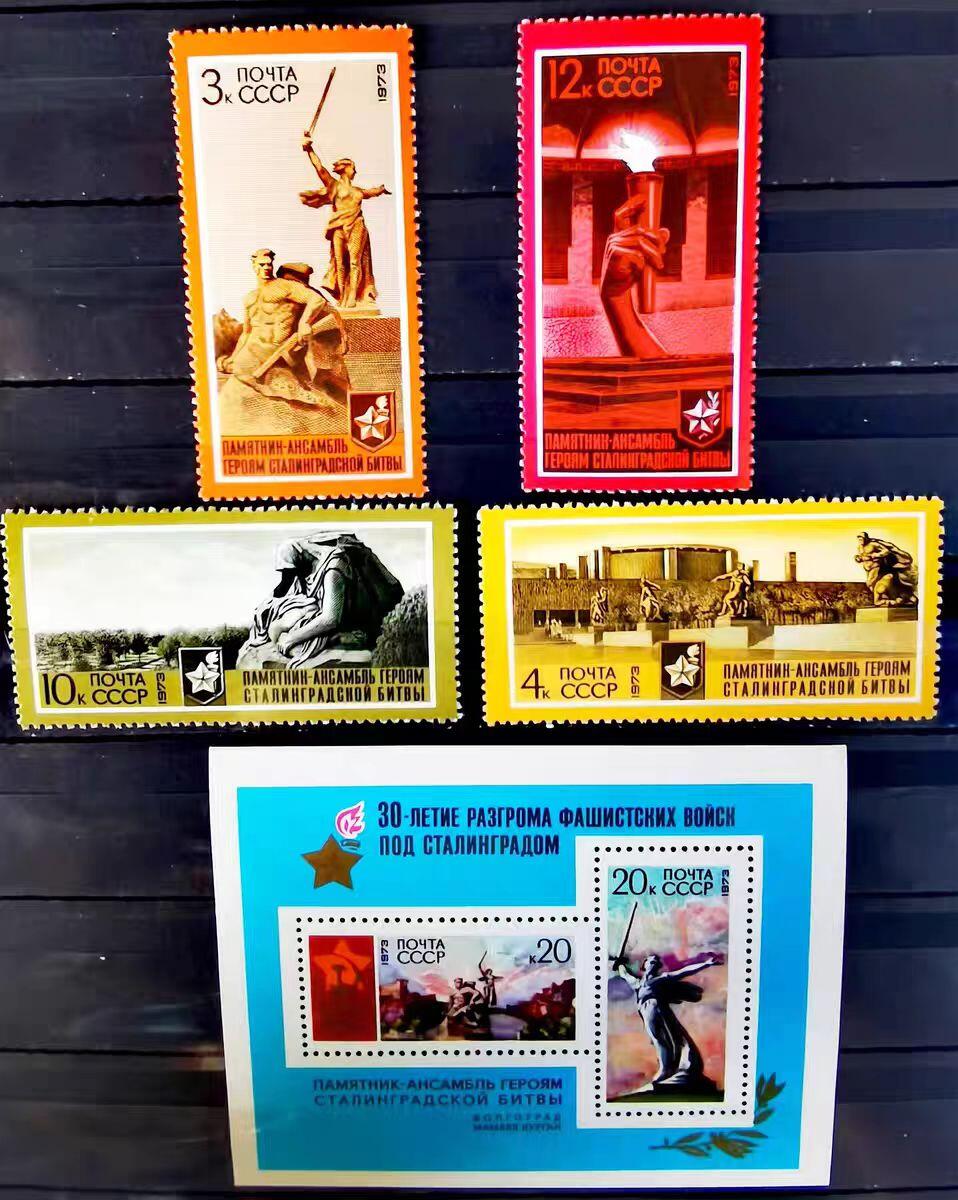 3к ПОЧТА
СССР
1973
ПАМЯТНИК-АНСАМБЛЬ
ГЕРОЯМ СТАЛИНГРАДСКОЙ БИТВЫ
12к ПОЧТА
СССР
1973
ПАМЯТНИК-АНСАМБЛЬ
ГЕРОЯМ СТАЛИНГРАДСКОЙ БИТВЫ
10к ПОЧТА
СССР
1973
ПАМЯТНИК-АНСАМБЛЬ ГЕРОЯМ
СТАЛИНГРАДСКОЙ БИТВЫ
4к ПОЧТА
СССР
1973
ПАМЯТНИК-АНСАМБЛЬ ГЕРОЯМ
СТАЛИНГРАДСКОЙ БИТВЫ
30-ЛЕТИЕ РАЗГРОМА ФАШИСТСКИХ ВОЙСК
ПОД СТАЛИНГРАДОМ
20к ПОЧТА
СССР
1973
1973
ПОЧТА
СССР
к20
ПАМЯТНИК-АНСАМБЛЬ ГЕРОЯМ
СТАЛИНГРАДСКОЙ БИТВЫ
ВОЛГОГРАД
МАМАЕВ КУРГАН